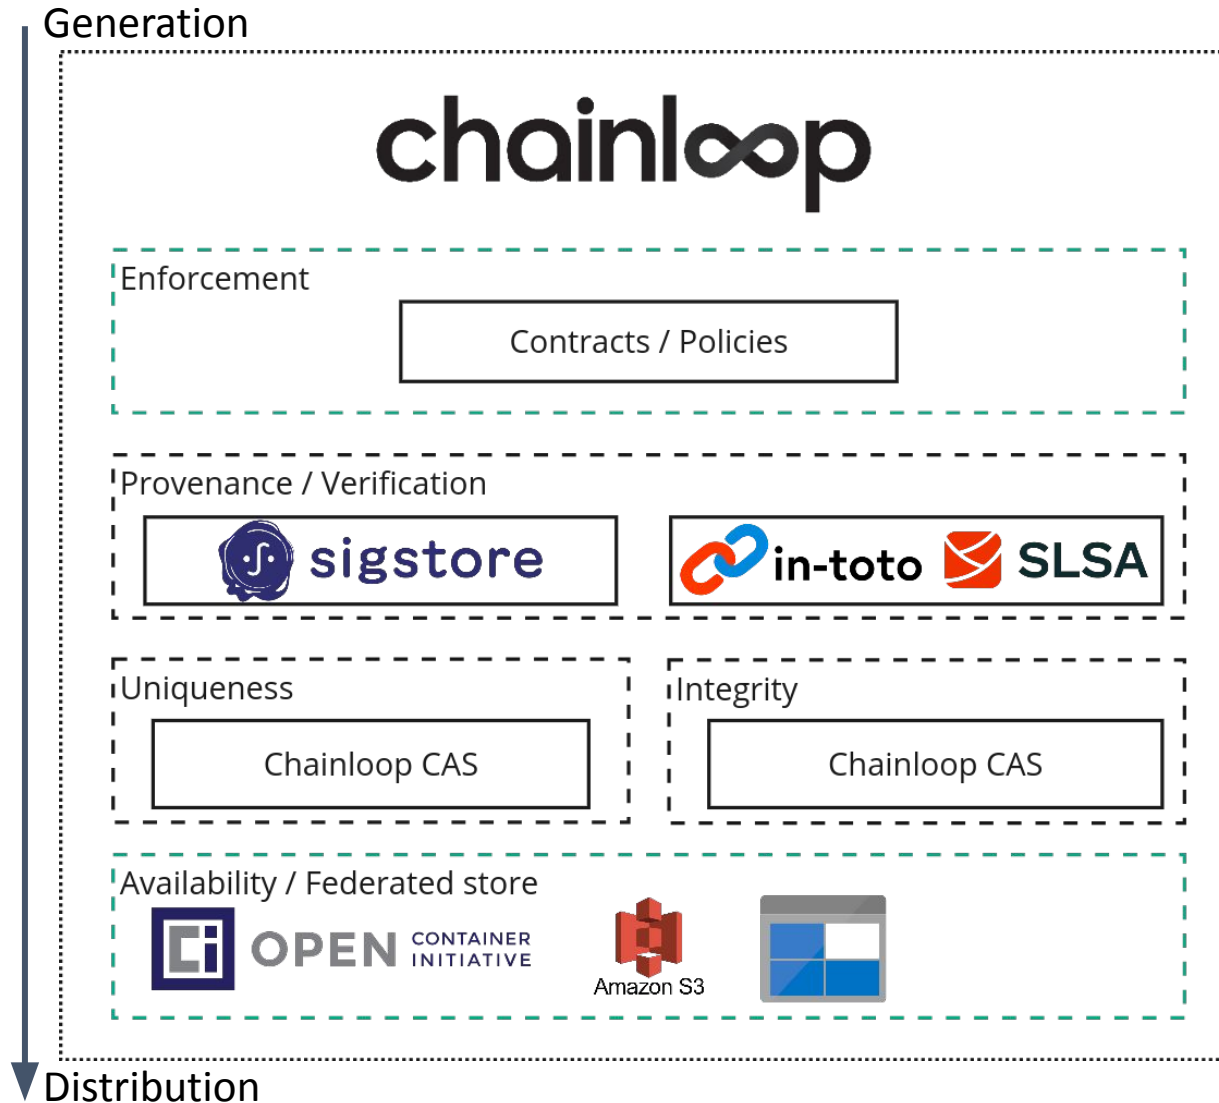 Generation
chainloop
Enforcement
Contracts / Policies
Provenance / Verification
sigstore
in-toto SLSA
Uniqueness
Integrity
Chainloop CAS
Chainloop CAS
Availability / Federated store
OPEN CONTAINER INITIATIVE
Amazon S3
Distribution